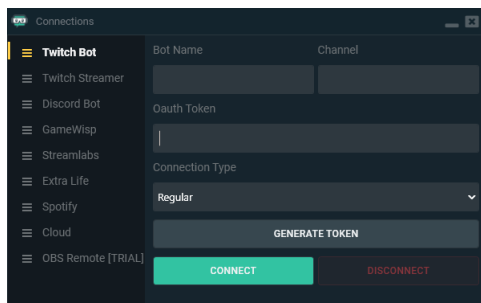 Connections
Twitch Bot
Twitch Streamer
Discord Bot
GameWisp
Streamlabs
Extra Life
Spotify
Cloud
OBS Remote [TRIAL]
Bot Name
Channel
Oauth Token
Connection Type
Regular
GENERATE TOKEN
CONNECT
DISCONNECT